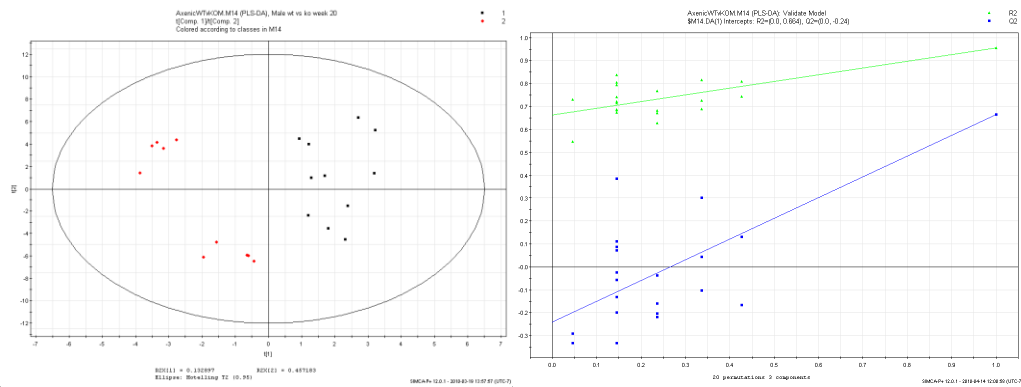 AxenicWTvKOM.M14 (PLS-DA), Male wt vs ko week 20
t[Comp. 1]/t[Comp. 2]
Colored according to classes in M14
1
2
12
10
8
6
4
2
0
-2
-4
-6
-8
-10
-12
t[2]
-7 -6 -5 -4 -3 -2 -1 0 1 2 3 4 5 6 7
t[1]
R2X[1] = 0.132897 R2X[2] = 0.457183
Ellipse: Hotelling T2 (0.95)
AxenicWTvKOM.M14 (PLS-DA): Validate Model
$M14.DA(1) Intercepts: R2=(0.0, 0.664), Q2=(0.0, -0.24)
R2
Q2
1.0
0.9
0.8
0.7
0.6
0.5
0.4
0.3
0.2
0.1
-0.0
-0.1
-0.2
-0.3
0.0 0.1 0.2 0.3 0.4 0.5 0.6 0.7 0.8 0.9 1.0
20 permutations 2 components